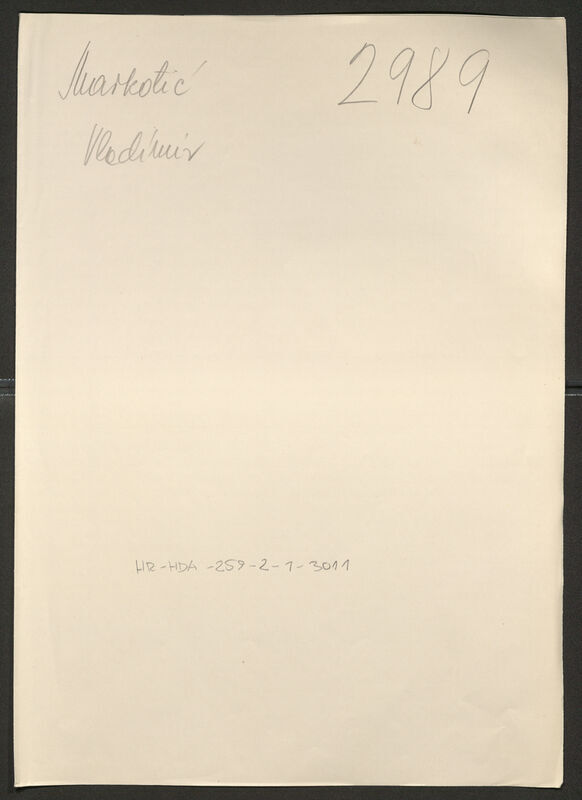 Markotić
2989
Vladimir
HR-HDA-259-2-1-3011